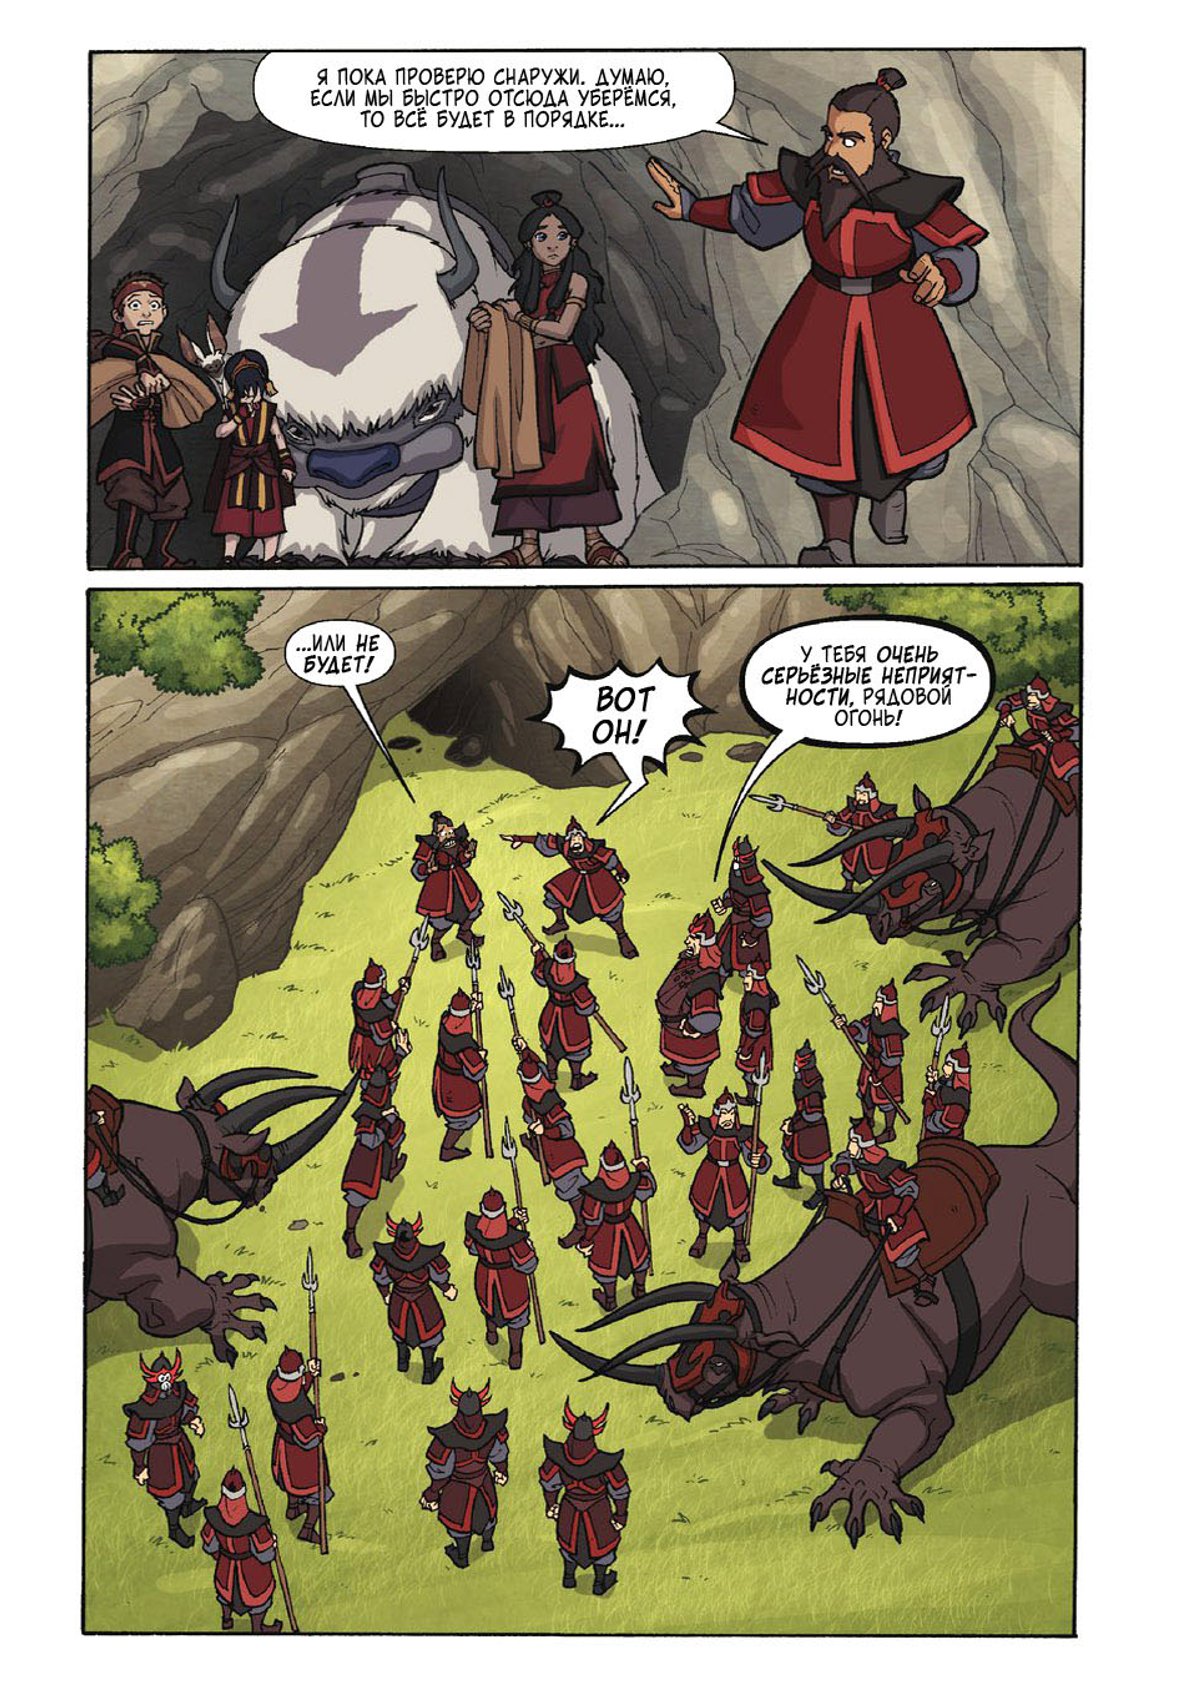 Я ПОКА ПРОВЕРЮ СНАРУЖИ. ДУМАЮ,
ЕСЛИ МЫ БЫСТРО ОТСЮДА УБЕРЁМСЯ,
ТО ВСЁ БУДЕТ В ПОРЯДКЕ...
...ИЛИ НЕ
БУДЕТ!
ВОТ
ОН!
У ТЕБЯ ОЧЕНЬ
СЕРЬЁЗНЫЕ НЕПРИЯТ-
НОСТИ, РЯДОВОЙ
ОГОНЬ!